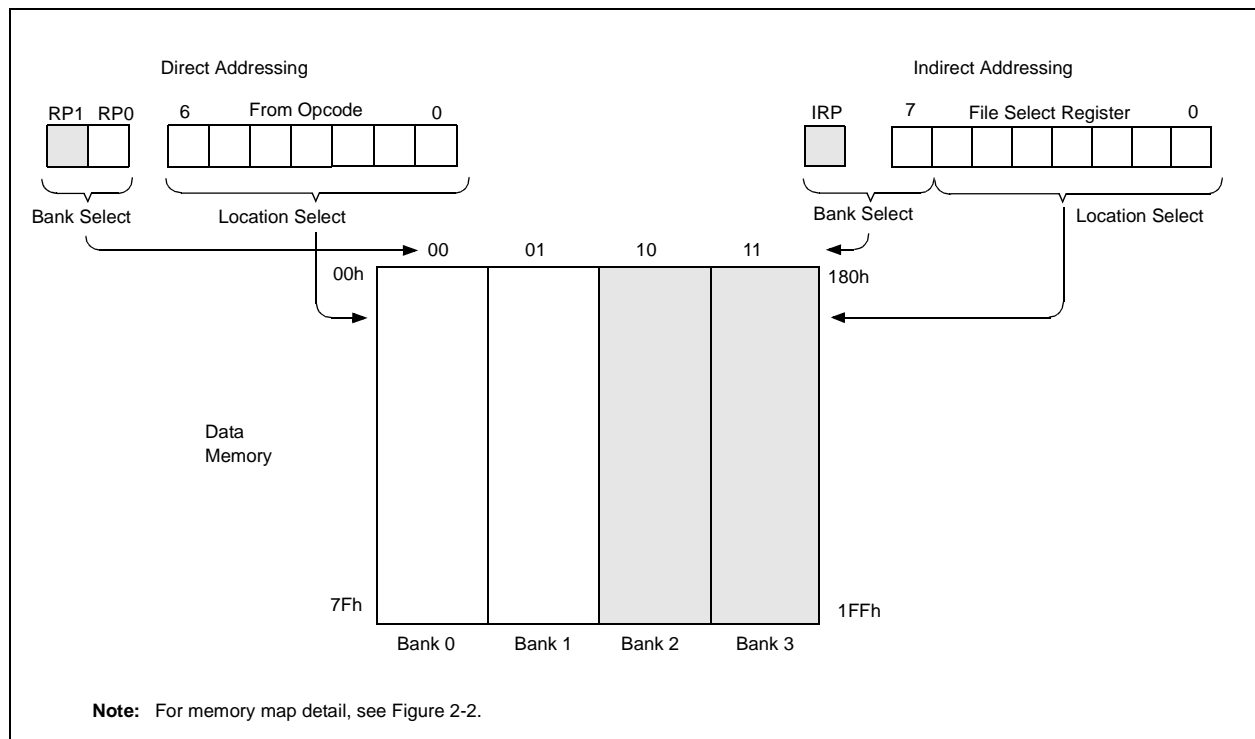 Direct Addressing
Indirect Addressing
RP1 RP0
6 From Opcode 0
IRP
7 File Select Register 0
Bank Select
Location Select
Bank Select
Location Select
00 01 10 11
00h
180h
Data
Memory
7Fh
1FFh
Bank 0 Bank 1 Bank 2 Bank 3
Note: For memory map detail, see Figure 2-2.